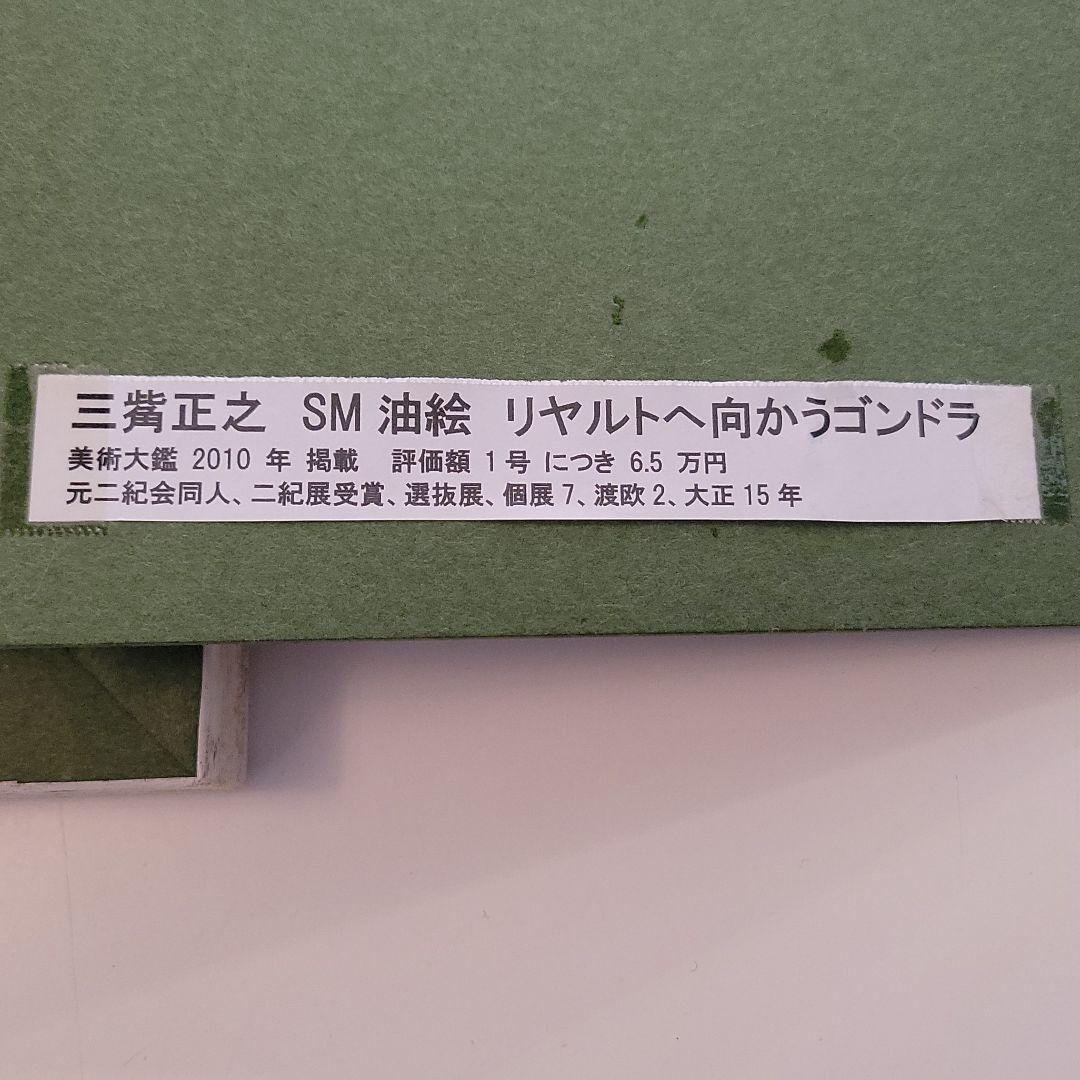 三觜正之 SM 油絵 リヤルトへ向かうゴンドラ
美術大鑑 2010 年 掲載 評価額 1号 につき 6.5 万円
元二紀会同人、二紀展受賞、選抜展、個展7、渡欧2、大正15年